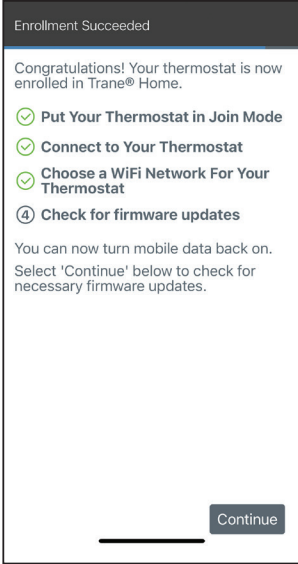 Enrollment Succeeded
Congratulations! Your thermostat is now
enrolled in Trane® Home.
Put Your Thermostat in Join Mode
Connect to Your Thermostat
Choose a WiFi Network For Your
Thermostat
4 Check for firmware updates
You can now turn mobile data back on.
Select 'Continue' below to check for
necessary firmware updates.
Continue